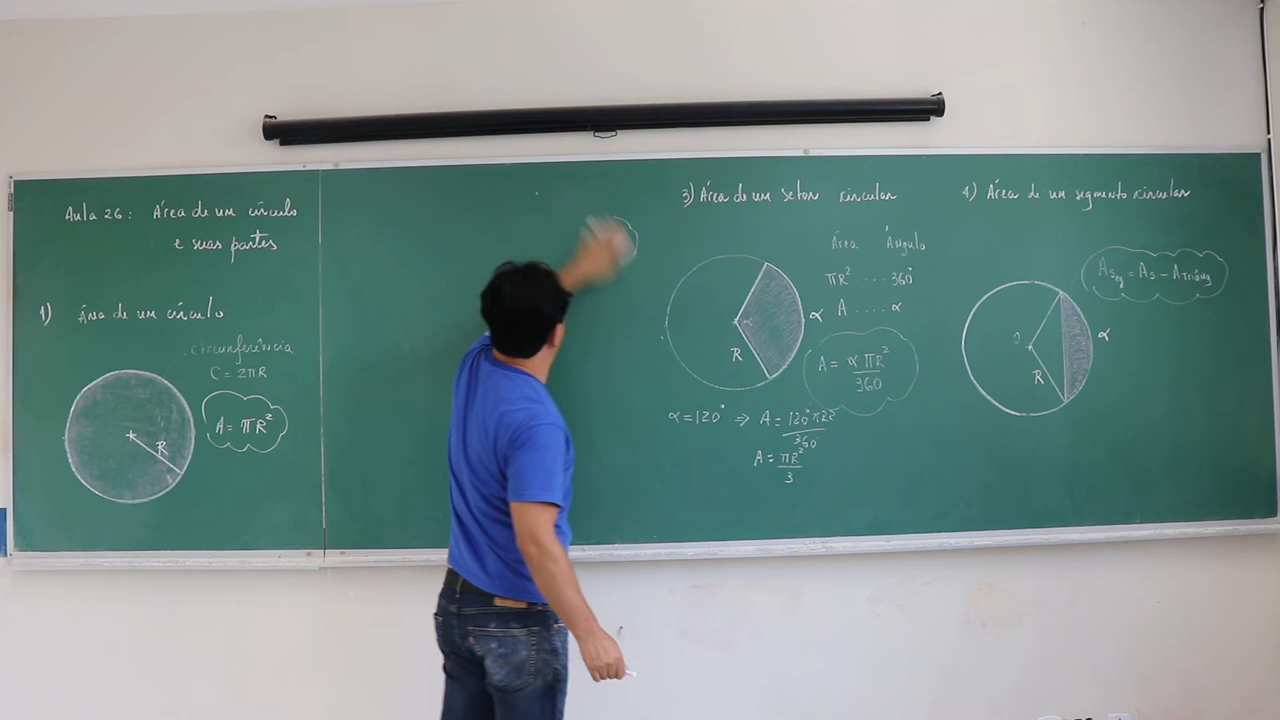 Aula 26: Área de um círculo
e suas partes
1) Área de um círculo
circunferência
C = 2πR
A = πR²
R
3) Área de um setor circular
Área Ângulo
πR² .... 360°
A .... α
α
R
A = απR²/360
α = 120° ⇒ A = 120°πR²/360°
A = πR²/3
4) Área de um segmento circular
A_seg = A_S - A_Triâng
O
α
R